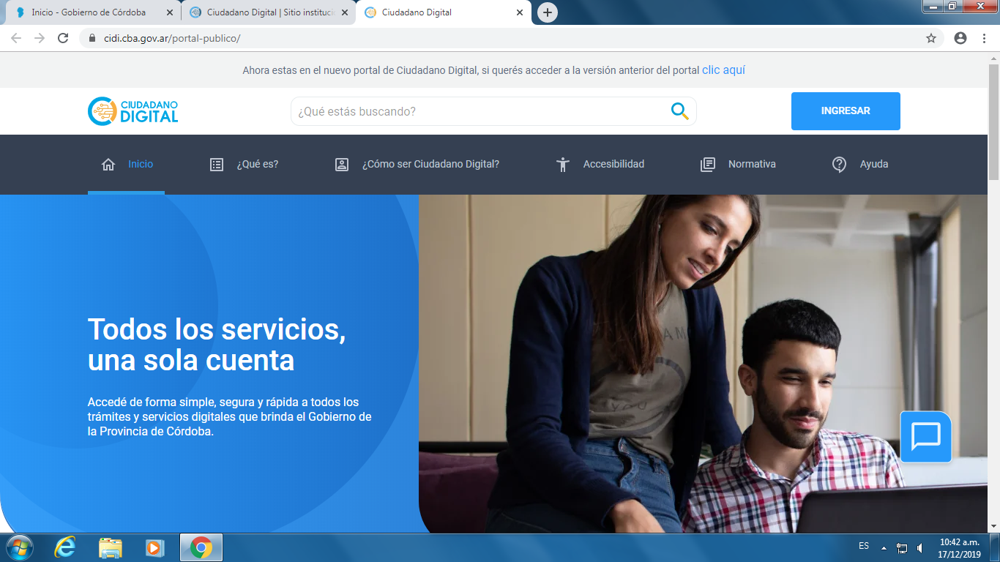 Inicio - Gobierno de Córdoba
Ciudadano Digital | Sitio instituci
Ciudadano Digital
cidi.cba.gov.ar/portal-publico/
Ahora estas en el nuevo portal de Ciudadano Digital, si querés acceder a la versión anterior del portal clic aquí
CIUDADANO
DIGITAL
¿Qué estás buscando?
INGRESAR
Inicio
¿Qué es?
¿Cómo ser Ciudadano Digital?
Accesibilidad
Normativa
Ayuda
Todos los servicios,
una sola cuenta
Accedé de forma simple, segura y rápida a todos los
trámites y servicios digitales que brinda el Gobierno de
la Provincia de Córdoba.
ES
10:42 a.m.
17/12/2019